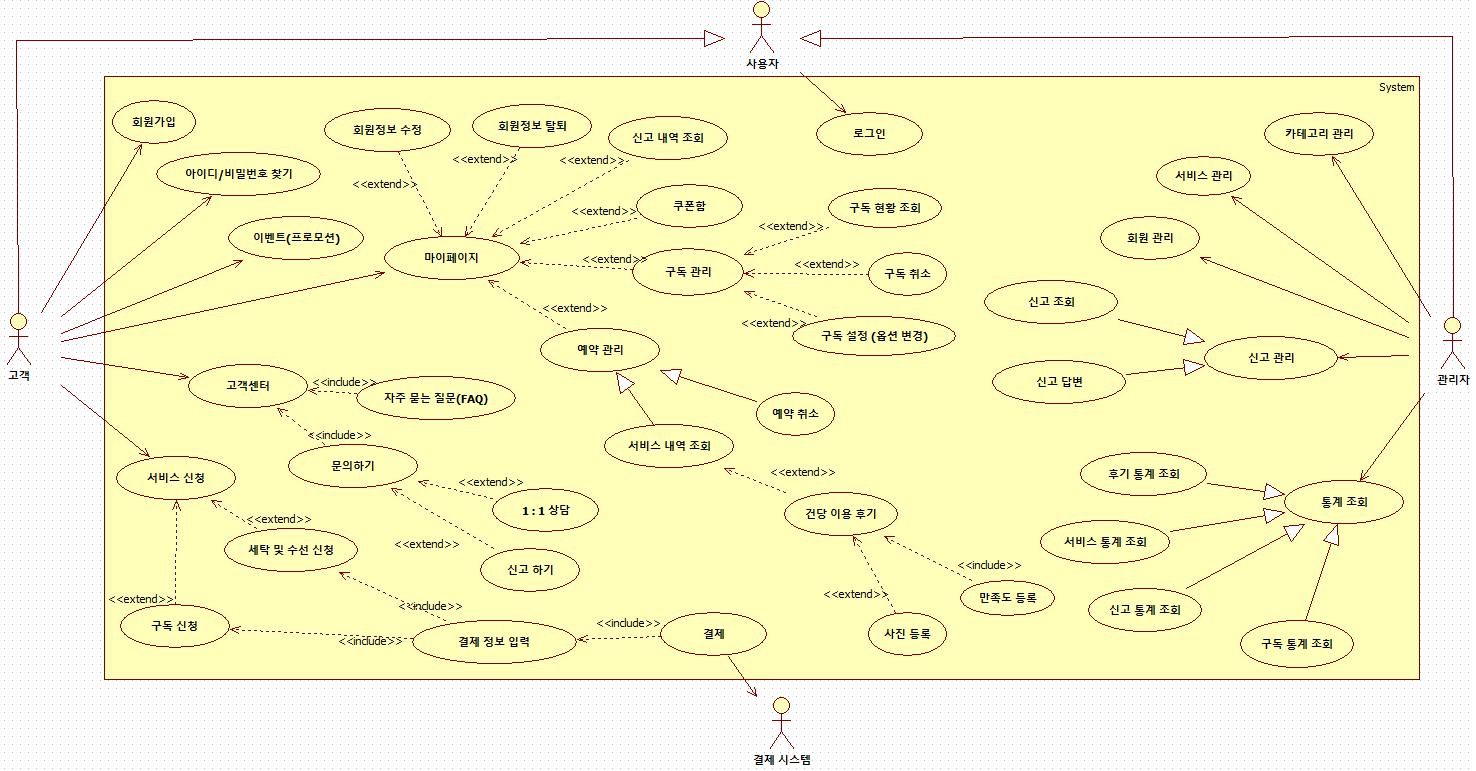 사용자
System
회원가입
회원정보 수정
회원정보 탈퇴
신고 내역 조회
로그인
카테고리 관리
<<extend>>
<<extend>>
<<extend>>
아이디/비밀번호 찾기
서비스 관리
쿠폰함
<<extend>>
구독 현황 조회
<<extend>>
이벤트(프로모션)
회원 관리
마이페이지
<<extend>>
구독 관리
<<extend>>
구독 취소
<<extend>>
신고 조회
<<extend>>
구독 설정 (옵션 변경)
예약 관리
신고 관리
고객
관리자
고객센터
<<include>>
자주 묻는 질문(FAQ)
신고 답변
예약 취소
<<include>>
서비스 내역 조회
문의하기
<<extend>>
서비스 신청
<<extend>>
1 : 1 상담
건당 이용 후기
후기 통계 조회
통계 조회
<<extend>>
세탁 및 수선 신청
<<extend>>
신고 하기
서비스 통계 조회
<<include>>
<<extend>>
만족도 등록
<<extend>>
<<include>>
신고 통계 조회
구독 신청
<<include>>
결제 정보 입력
<<include>>
결제
사진 등록
구독 통계 조회
결제 시스템